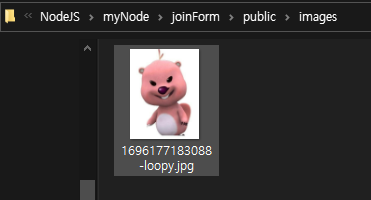 NodeJS > myNode > joinForm > public > images
1696177183088
-loopy.jpg